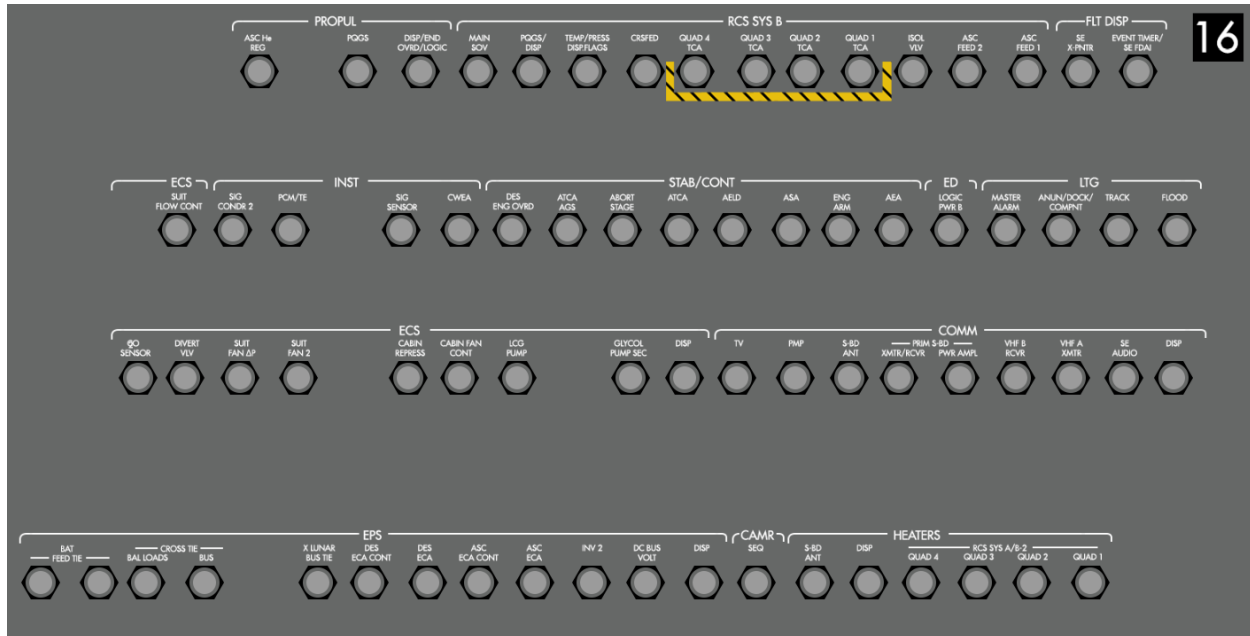 PROPUL RCS SYS B FLT DISP 16
ASC He REG
PQGS
DISP/END OVRD/LOGIC
MAIN SOV
PQGS/ DISP
TEMP/PRESS DISP.FLAGS
CRSFED
QUAD 4 TCA
QUAD 3 TCA
QUAD 2 TCA
QUAD 1 TCA
ISOL VLV
ASC FEED 2
ASC FEED 1
SE X-PNTR
EVENT TIMER/ SE FDAI
ECS INST STAB/CONT ED LTG
SUIT FLOW CONT
SIG CONDR 2
PCM/TE
SIG SENSOR
CWEA
DES ENG OVRD
ATCA AGS
ABORT STAGE
ATCA
AELD
ASA
ENG ARM
AEA
LOGIC PWR B
MASTER ALARM
ANUN/DOCK/ COMPNT
TRACK
FLOOD
ECS COMM
SENSOR
DIVERT VLV
SUIT FAN ΔP
SUIT FAN 2
CABIN REPRESS
CABIN FAN CONT
LCG PUMP
GLYCOL PUMP SEC
DISP
TV
PMP
S-BD ANT
PRIM S-BD
XMTR/RCVR PWR AMPL
VHF B RCVR
VHF A XMTR
SE AUDIO
DISP
EPS CAMR HEATERS
BAT FEED TIE
CROSS TIE
BAL LOADS BUS
X LUNAR BUS TIE
DES ECA CONT
DES ECA
ASC ECA CONT
ASC ECA
INV 2
DC BUS VOLT
DISP
SEQ
S-BD ANT
DISP
RCS SYS A/B-2
QUAD 4 QUAD 3 QUAD 2 QUAD 1